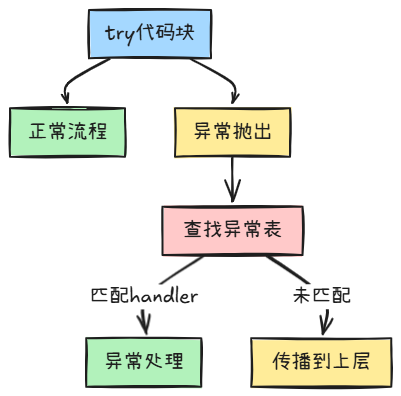 try代码块
正常流程
异常抛出
查找异常表
匹配handler
未匹配
异常处理
传播到上层